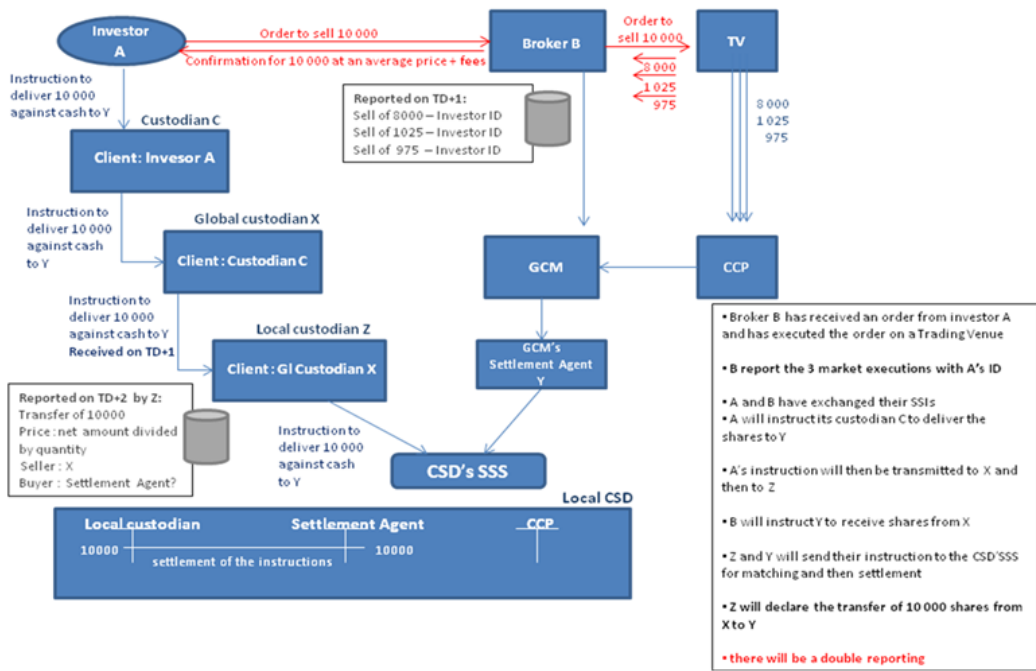 Investor
A
Order to sell 10 000
Confirmation for 10 000 at an average price + fees
Broker B
Order to
sell 10 000
8 000
1 025
975
TV
8 000
1 025
975
Instruction to
deliver 10 000
against cash to Y
Custodian C
Client: Invesor A
Reported on TD+1:
Sell of 8000 – Investor ID
Sell of 1025 – Investor ID
Sell of 975 – Investor ID
Instruction to
deliver 10 000
against cash
to Y
Global custodian X
Client : Custodian C
GCM
CCP
Instruction to
deliver 10 000
against cash to Y
Received on TD+1
Local custodian Z
Client : Gl Custodian X
GCM's
Settlement Agent
Y
Reported on TD+2 by Z:
Transfer of 10000
Price : net amount divided
by quantity
Seller : X
Buyer : Settlement Agent?
Instruction to
deliver 10 000
against cash
to Y
CSD's SSS
Local CSD
Local custodian
Settlement Agent
CCP
10000
10000
settlement of the instructions
▪ Broker B has received an order from investor A
and has executed the order on a Trading Venue
▪ B report the 3 market executions with A's ID
▪ A and B have exchanged their SSIs
▪ A will instruct its custodian C to deliver the
shares to Y
▪ A's instruction will then be transmitted to X and
then to Z
▪ B will instruct Y to receive shares from X
▪ Z and Y will send their instruction to the CSD'SSS
for matching and then settlement
▪ Z will declare the transfer of 10 000 shares from
X to Y
▪ there will be a double reporting